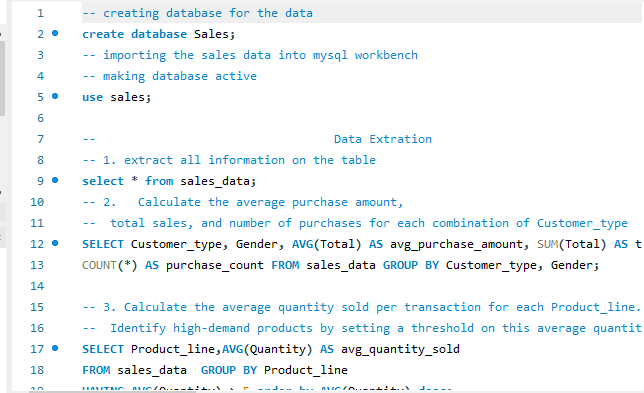 1 -- creating database for the data
2 create database Sales;
3 -- importing the sales data into mysql workbench
4 -- making database active
5 use sales;
6
7 -- Data Extration
8 -- 1. extract all information on the table
9 select * from sales_data;
10 -- 2. Calculate the average purchase amount,
11 -- total sales, and number of purchases for each combination of Customer_type
12 SELECT Customer_type, Gender, AVG(Total) AS avg_purchase_amount, SUM(Total) AS t
13 COUNT(*) AS purchase_count FROM sales_data GROUP BY Customer_type, Gender;
14
15 -- 3. Calculate the average quantity sold per transaction for each Product_line.
16 -- Identify high-demand products by setting a threshold on this average quantit
17 SELECT Product_line,AVG(Quantity) AS avg_quantity_sold
18 FROM sales_data GROUP BY Product_line